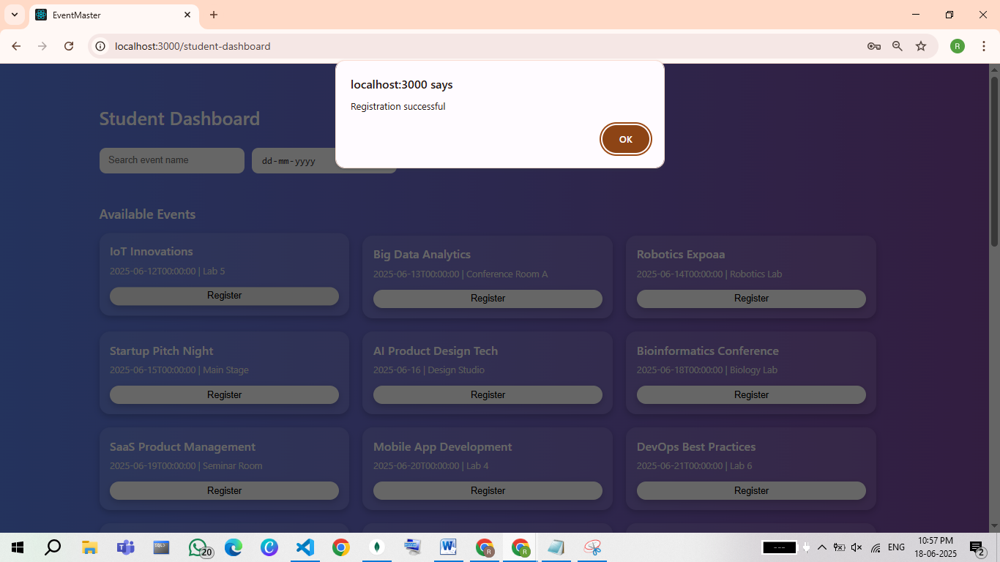 EventMaster
localhost:3000/student-dashboard
R
localhost:3000 says
Registration successful
OK
Student Dashboard
Search event name
dd-mm-yyyy
Available Events
IoT Innovations
2025-06-12T00:00:00 | Lab 5
Register
Big Data Analytics
2025-06-13T00:00:00 | Conference Room A
Register
Robotics Expoaa
2025-06-14T00:00:00 | Robotics Lab
Register
Startup Pitch Night
2025-06-15T00:00:00 | Main Stage
Register
AI Product Design Tech
2025-06-16 | Design Studio
Register
Bioinformatics Conference
2025-06-18T00:00:00 | Biology Lab
Register
SaaS Product Management
2025-06-19T00:00:00 | Seminar Room
Register
Mobile App Development
2025-06-20T00:00:00 | Lab 4
Register
DevOps Best Practices
2025-06-21T00:00:00 | Lab 6
Register
20
R
R
---
ENG
10:57 PM
18-06-2025
2